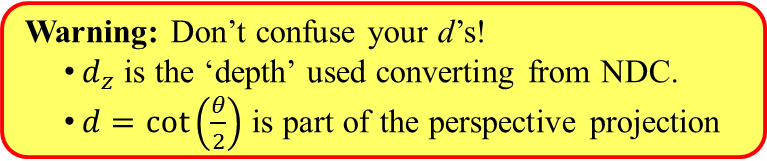 Warning: Don’t confuse your d’s!
• d_z is the ‘depth’ used converting from NDC.
• d = cot(θ/2) is part of the perspective projection